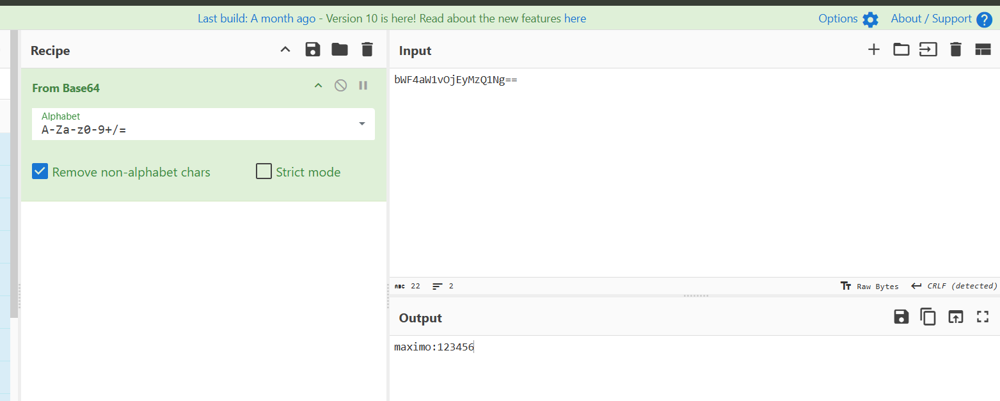 Last build: A month ago - Version 10 is here! Read about the new features here
Options
About / Support ?
Recipe
From Base64
Alphabet
A-Za-z0-9+/=
Remove non-alphabet chars
Strict mode
Input
bWF4aW1vOjEyMzQ1Ng==
ABC 22 2
Tт Raw Bytes CRLF (detected)
Output
maximo:123456